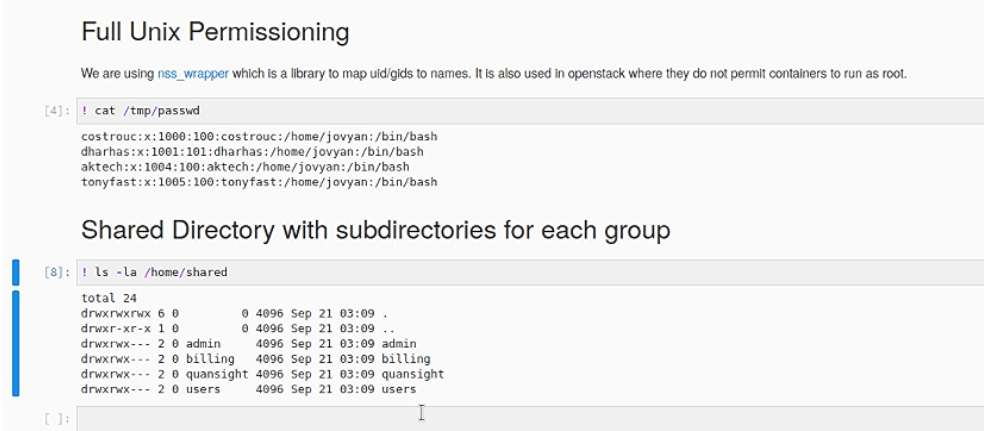 Full Unix Permissioning
We are using nss_wrapper which is a library to map uid/gids to names. It is also used in openstack where they do not permit containers to run as root.
[4]: ! cat /tmp/passwd
costrouc:x:1000:100:costrouc:/home/jovyan:/bin/bash
dharhas:x:1001:101:dharhas:/home/jovyan:/bin/bash
aktech:x:1004:100:aktech:/home/jovyan:/bin/bash
tonyfast:x:1005:100:tonyfast:/home/jovyan:/bin/bash
Shared Directory with subdirectories for each group
[8]: ! ls -la /home/shared
total 24
drwxrwxrwx 6 0         0 4096 Sep 21 03:09 .
drwxr-xr-x 1 0         0 4096 Sep 21 03:09 ..
drwxrwx--- 2 0 admin     4096 Sep 21 03:09 admin
drwxrwx--- 2 0 billing   4096 Sep 21 03:09 billing
drwxrwx--- 2 0 quansight 4096 Sep 21 03:09 quansight
drwxrwx--- 2 0 users     4096 Sep 21 03:09 users
[ ]: